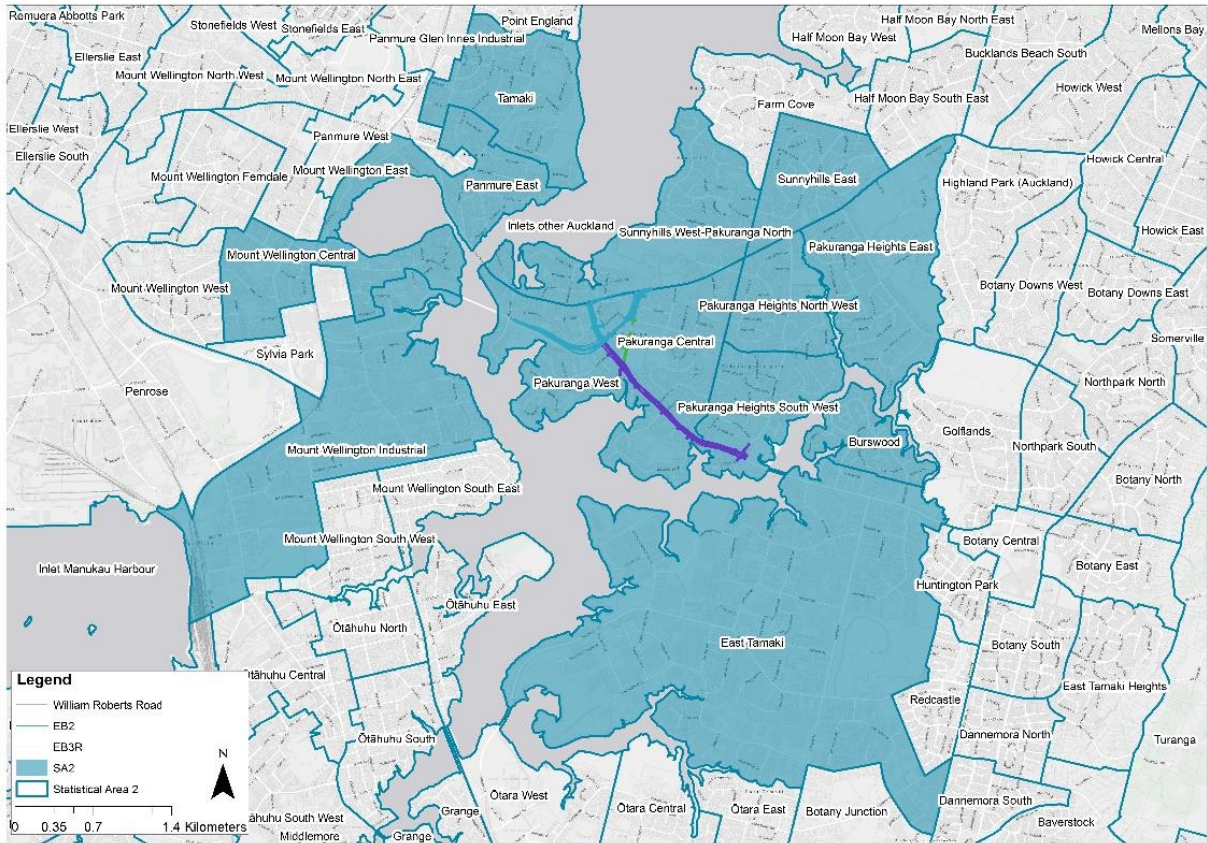 Remuera Abbotts Park
Stonefields West
Stonefields East
Point England
Half Moon Bay North East
Mellons Bay
Panmure Glen Innes Industrial
Half Moon Bay West
Bucklands Beach South
Ellerslie East
Mount Wellington North West
Mount Wellington North East
Howick West
Tamaki
Farm Cove
Half Moon Bay South East
Ellerslie West
Panmure West
Ellerslie South
Howick Central
Mount Wellington Ferndale
Mount Wellington East
Sunnyhills East
Panmure East
Highland Park (Auckland)
Inlets other Auckland
Sunnyhills West-Pakuranga North
Howick East
Mount Wellington Central
Pakuranga Heights East
Mount Wellington West
Botany Downs West
Botany Downs East
Pakuranga Heights North West
Somerville
Pakuranga Central
Sylvia Park
Pakuranga West
Northpark North
Penrose
Pakuranga Heights South West
Golflands
Burswood
Northpark South
Mount Wellington Industrial
Botany North
Mount Wellington South East
Mount Wellington South West
Botany Central
Botany East
Inlet Manukau Harbour
Huntington Park
Ōtāhuhu East
Ōtāhuhu North
East Tamaki
Botany South
Ōtāhuhu Central
East Tamaki Heights
Redcastle
Dannemora North
Ōtāhuhu South
Turanga
Dannemora South
Grange
Ōtara West
Ōtara Central
Ōtara East
Botany Junction
Baverstock
Ōtāhuhu South West
Middlemore
Grange
Legend
William Roberts Road
EB2
EB3R
SA2
Statistical Area 2
N
0 0.35 0.7 1.4 Kilometers